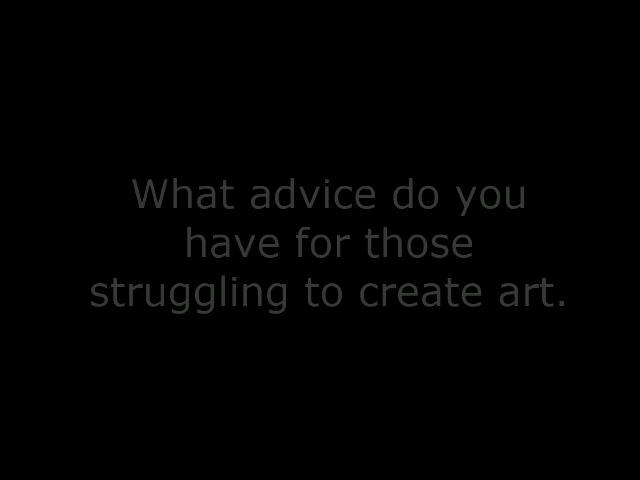 What advice do you
have for those
struggling to create art.